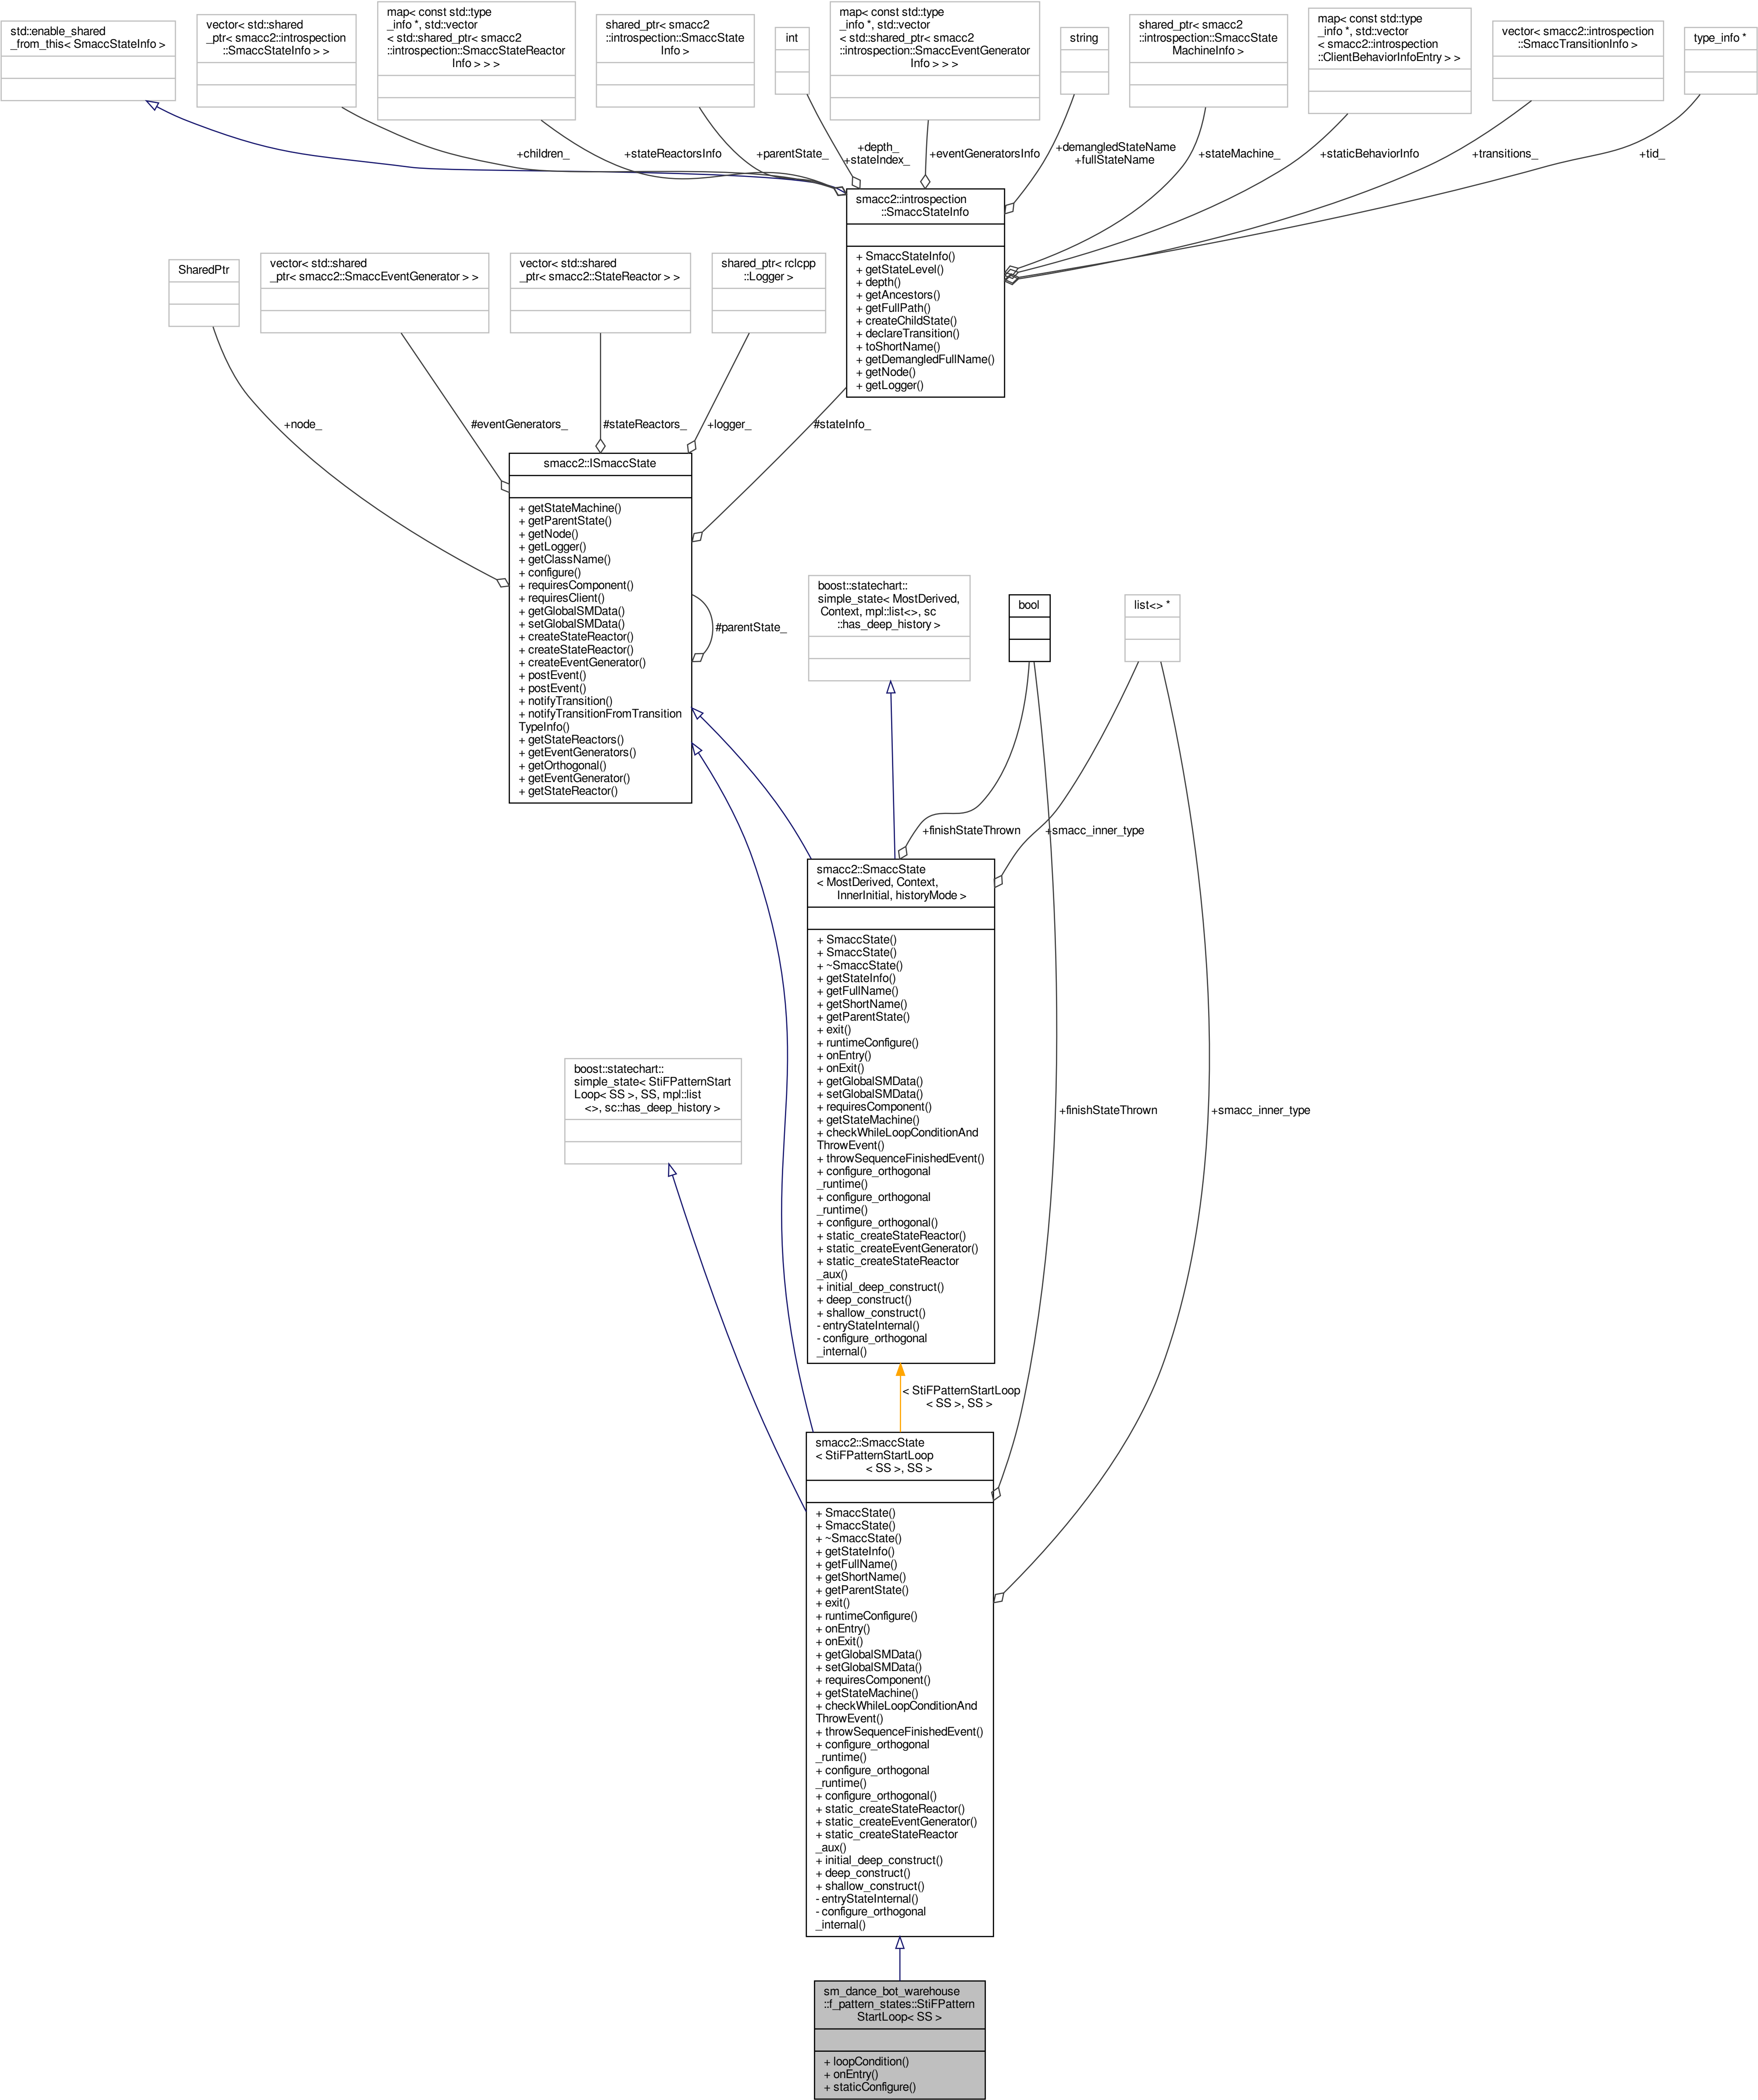 std::enable_shared
_from_this< SmaccStateInfo >
vector< std::shared
_ptr< smacc2::introspection
::SmaccStateInfo > >
map< const std::type
_info *, std::vector
< std::shared_ptr< smacc2
::introspection::SmaccStateReactor
Info > > >
shared_ptr< smacc2
::introspection::SmaccState
Info >
int
map< const std::type
_info *, std::vector
< std::shared_ptr< smacc2
::introspection::SmaccEventGenerator
Info > > >
string
shared_ptr< smacc2
::introspection::SmaccState
MachineInfo >
map< const std::type
_info *, std::vector
< smacc2::introspection
::ClientBehaviorInfoEntry > >
vector< smacc2::introspection
::SmaccTransitionInfo >
type_info *
+children_
+stateReactorsInfo
+parentState_
+depth_
+stateIndex_
+eventGeneratorsInfo
+demangledStateName
+fullStateName
+stateMachine_
+staticBehaviorInfo
+transitions_
+tid_
smacc2::introspection
::SmaccStateInfo
+ SmaccStateInfo()
+ getStateLevel()
+ depth()
+ getAncestors()
+ getFullPath()
+ createChildState()
+ declareTransition()
+ toShortName()
+ getDemangledFullName()
+ getNode()
+ getLogger()
SharedPtr
vector< std::shared
_ptr< smacc2::SmaccEventGenerator > >
vector< std::shared
_ptr< smacc2::StateReactor > >
shared_ptr< rclcpp
::Logger >
+node_
#eventGenerators_
#stateReactors_
+logger_
#stateInfo_
smacc2::ISmaccState
+ getStateMachine()
+ getParentState()
+ getNode()
+ getLogger()
+ getClassName()
+ configure()
+ requiresComponent()
+ requiresClient()
+ getGlobalSMData()
+ setGlobalSMData()
+ createStateReactor()
+ createStateReactor()
+ createEventGenerator()
+ postEvent()
+ postEvent()
+ notifyTransition()
+ notifyTransitionFromTransition
TypeInfo()
+ getStateReactors()
+ getEventGenerators()
+ getOrthogonal()
+ getEventGenerator()
+ getStateReactor()
#parentState_
boost::statechart::
simple_state< MostDerived,
Context, mpl::list<>, sc
::has_deep_history >
bool
list<> *
+finishStateThrown
+smacc_inner_type
smacc2::SmaccState
< MostDerived, Context,
InnerInitial, historyMode >
+ SmaccState()
+ SmaccState()
+ ~SmaccState()
+ getStateInfo()
+ getFullName()
+ getShortName()
+ getParentState()
+ exit()
+ runtimeConfigure()
+ onEntry()
+ onExit()
+ getGlobalSMData()
+ setGlobalSMData()
+ requiresComponent()
+ getStateMachine()
+ checkWhileLoopConditionAnd
ThrowEvent()
+ throwSequenceFinishedEvent()
+ configure_orthogonal
_runtime()
+ configure_orthogonal
_runtime()
+ configure_orthogonal()
+ static_createStateReactor()
+ static_createEventGenerator()
+ static_createStateReactor
_aux()
+ initial_deep_construct()
+ deep_construct()
+ shallow_construct()
- entryStateInternal()
- configure_orthogonal
_internal()
boost::statechart::
simple_state< StiFPatternStart
Loop< SS >, SS, mpl::list
<>, sc::has_deep_history >
+finishStateThrown
+smacc_inner_type
< StiFPatternStartLoop
< SS >, SS >
smacc2::SmaccState
< StiFPatternStartLoop
< SS >, SS >
+ SmaccState()
+ SmaccState()
+ ~SmaccState()
+ getStateInfo()
+ getFullName()
+ getShortName()
+ getParentState()
+ exit()
+ runtimeConfigure()
+ onEntry()
+ onExit()
+ getGlobalSMData()
+ setGlobalSMData()
+ requiresComponent()
+ getStateMachine()
+ checkWhileLoopConditionAnd
ThrowEvent()
+ throwSequenceFinishedEvent()
+ configure_orthogonal
_runtime()
+ configure_orthogonal
_runtime()
+ configure_orthogonal()
+ static_createStateReactor()
+ static_createEventGenerator()
+ static_createStateReactor
_aux()
+ initial_deep_construct()
+ deep_construct()
+ shallow_construct()
- entryStateInternal()
- configure_orthogonal
_internal()
sm_dance_bot_warehouse
::f_pattern_states::StiFPattern
StartLoop< SS >
+ loopCondition()
+ onEntry()
+ staticConfigure()